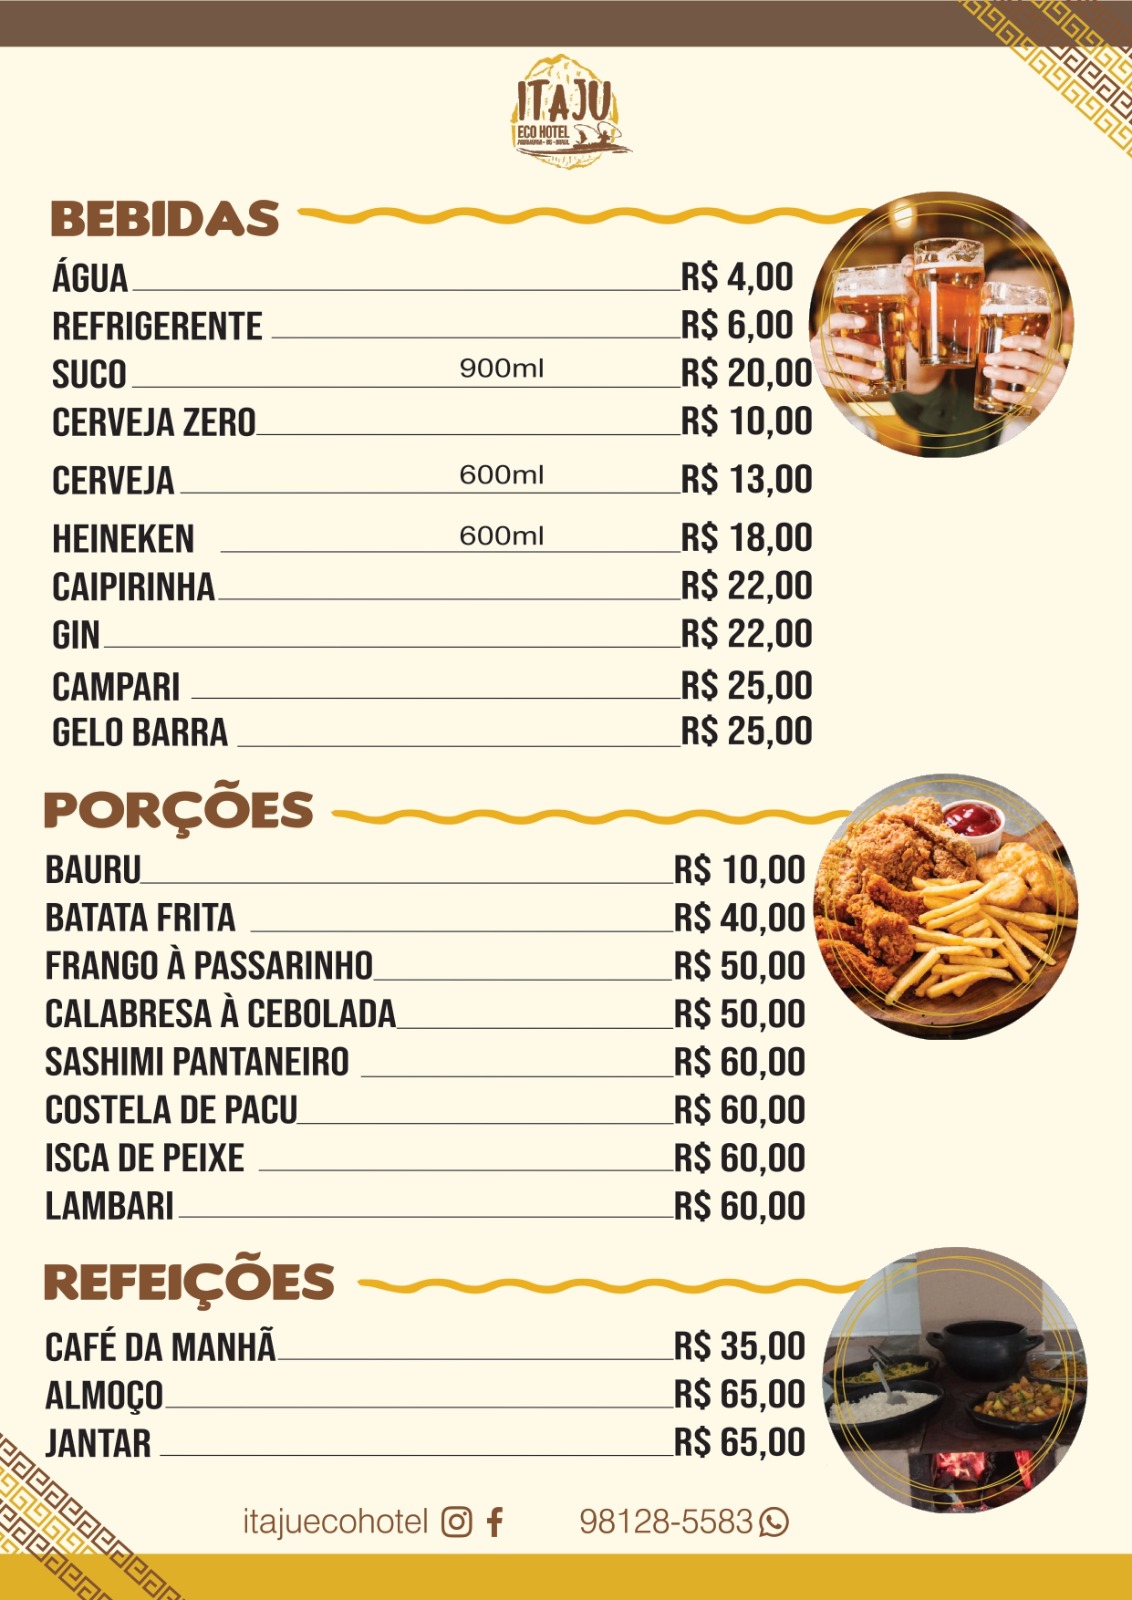 ITAJU
ECO HOTEL
BEBIDAS
ÁGUA R$ 4,00
REFRIGERENTE R$ 6,00
SUCO 900ml R$ 20,00
CERVEJA ZERO R$ 10,00
CERVEJA 600ml R$ 13,00
HEINEKEN 600ml R$ 18,00
CAIPIRINHA R$ 22,00
GIN R$ 22,00
CAMPARI R$ 25,00
GELO BARRA R$ 25,00
PORÇÕES
BAURU R$ 10,00
BATATA FRITA R$ 40,00
FRANGO À PASSARINHO R$ 50,00
CALABRESA À CEBOLADA R$ 50,00
SASHIMI PANTANEIRO R$ 60,00
COSTELA DE PACU R$ 60,00
ISCA DE PEIXE R$ 60,00
LAMBARI R$ 60,00
REFEIÇÕES
CAFÉ DA MANHÃ R$ 35,00
ALMOÇO R$ 65,00
JANTAR R$ 65,00
itajuecohotel 98128-5583